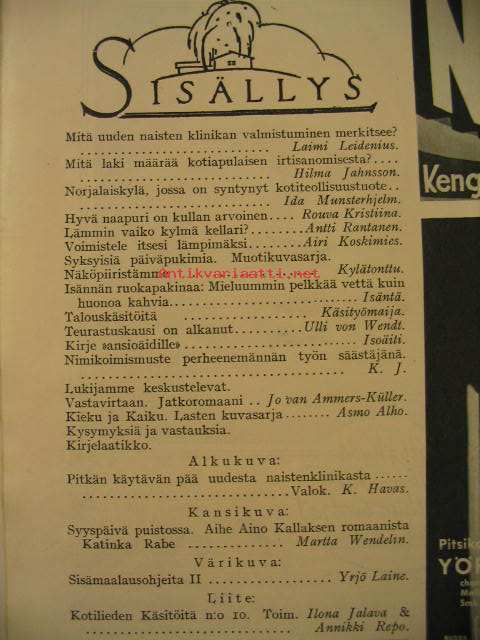 SISÄLLYS
Mitä uuden naisten klinikan valmistuminen merkitsee?
Laimi Leidenius.
Mitä laki määrää kotiapulaisen irtisanomisesta?....
Hilma Jahnsson.
Norjalaiskylä, jossa on syntynyt kotiteollisuustuote..
Ida Munsterhjelm.
Hyvä naapuri on kullan arvoinen.... Rouva Kristiina.
Lämmin vaiko kylmä kellari?......... Antti Rantanen.
Voimistele itsesi lämpimäksi....... Airi Koskimies.
Syksyisiä päiväpukimia. Muotikuvasarja.
Näköpiiristämme Kylätonttu.
antikvariaatti.net
Isännän ruokapakinaa: Mieluummin pelkkää vettä kuin
huonoa kahvia............ Isäntä.
Talouskäsitöitä ............ Käsityömaija.
Teurastuskausi on alkanut.......... Ulli von Wendt.
Kirje »ansioäidille» ............ Isoäiti.
Nimikoimismuste perheenemännän työn säästäjänä.
K. J.
Lukijamme keskustelevat.
Vastavirtaan. Jatkoromaani .. Jo van Ammers-Küller.
Kieku ja Kaiku. Lasten kuvasarja ........ Asmo Alho.
Kysymyksiä ja vastauksia.
Kirjelaatikko.
Alkukuva:
Pitkän käytävän pää uudesta naistenklinikasta ......
Valok. K. Havas.
Kansikuva:
Syyspäivä puistossa. Aihe Aino Kallaksen romaanista
Katinka Rabe ............ Martta Wendelin.
Värikuva:
Sisämaalausohjeita II ............ Yrjö Laine.
Liite:
Kotilieden Käsitöitä n:o 10. Toim. Ilona Jalava &
Annikki Repo.
Keng
Pitsik
YÖP